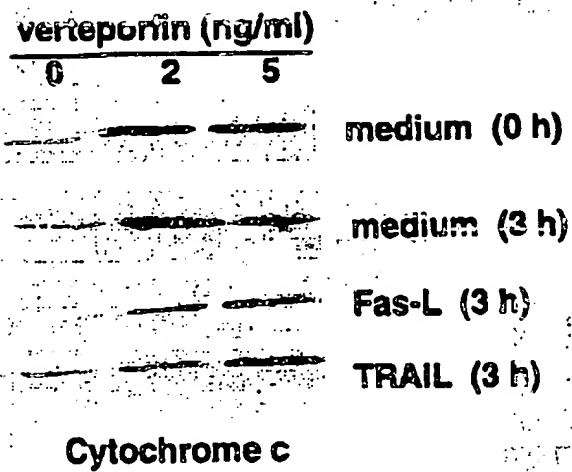 verteporfin (ng/ml)
0 2 5
medium (0 h)
medium (3 h)
Fas-L (3 h)
TRAIL (3 h)
Cytochrome c